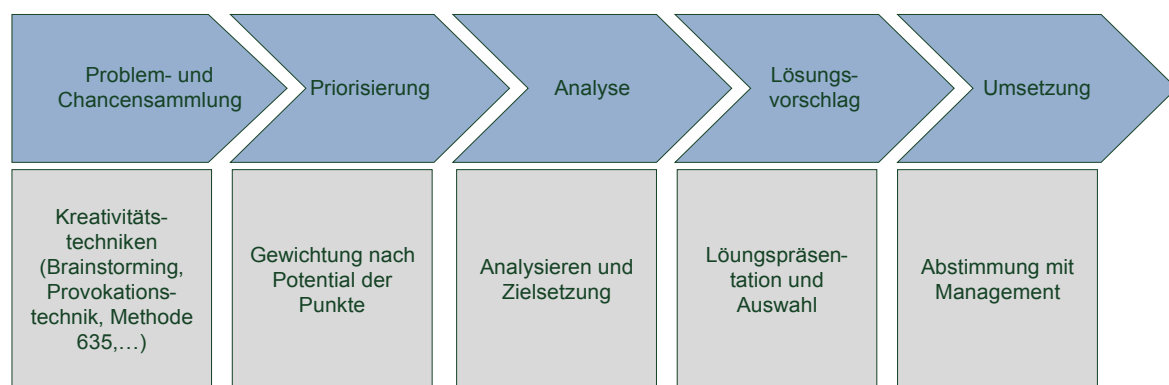 Problem- und
Chancensammlung
Priorisierung
Analyse
Lösungs-
vorschlag
Umsetzung
Kreativitäts-
techniken
(Brainstorming,
Provokations-
technik, Methode
635,…)
Gewichtung nach
Potential der
Punkte
Analysieren und
Zielsetzung
Löungspräsen-
tation und
Auswahl
Abstimmung mit
Management